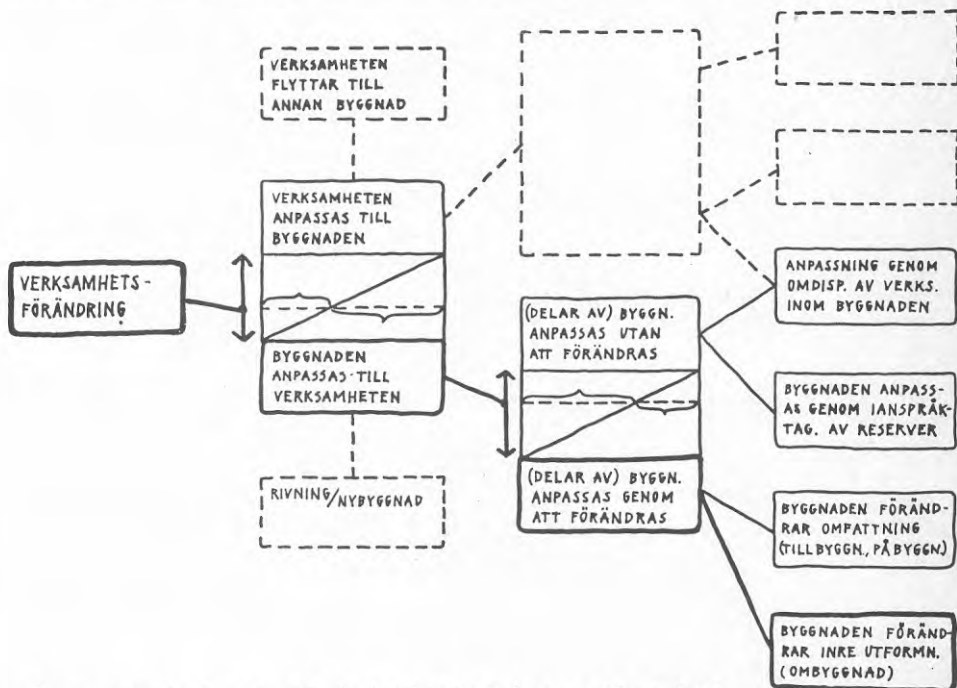 VERKSAMHETEN
FLYTTAR TILL
ANNAN BYGGNAD
VERKSAMHETEN
ANPASSAS TILL
BYGGNADEN
VERKSAMHETS-
FÖRÄNDRING
BYGGNADEN
ANPASSAS TILL
VERKSAMHETEN
RIVNING/NYBYGGNAD
(DELAR AV) BYGGN.
ANPASSAS UTAN
ATT FÖRÄNDRAS
(DELAR AV) BYGGN.
ANPASSAS GENOM
ATT FÖRÄNDRAS
ANPASSNING GENOM
OMDISP. AV VERKS.
INOM BYGGNADEN
BYGGNADEN ANPASS-
AS GENOM IANSPRÅK-
TAG. AV RESERVER
BYGGNADEN FÖRÄND-
RAR OMFATTNING
(TILLBYGGN., PÅBYGGN.)
BYGGNADEN FÖRÄND-
RAR INRE UTFORMN.
(OMBYGGNAD)